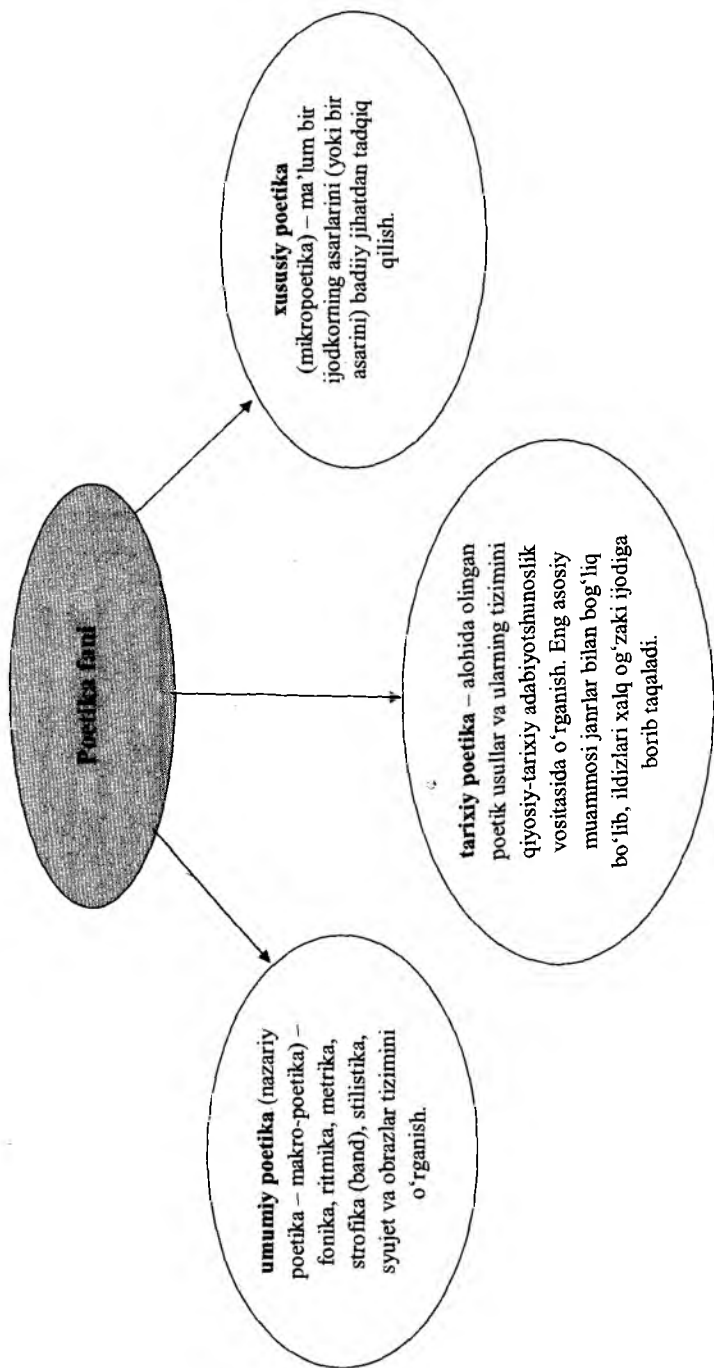 Poetika fani
umumiy poetika (nazariy
poetika – makro-poetika) –
fonika, ritmika, metrika,
strofika (band), stilistika,
syujet va obrazlar tizimini
o‘rganish.
tarixiy poetika – alohida olingan
poetik usullar va ularning tizimini
qiyosiy-tarixiy adabiyotshunoslik
vositasida o‘rganish. Eng asosiy
muammosi janrlar bilan bog‘liq
bo‘lib, ildizlari xalq og‘zaki ijodiga
borib taqaladi.
xususiy poetika
(mikropoetika) – ma’lum bir
ijodkorning asarlarini (yoki bir
asarini) badiiy jihatdan tadqiq
qilish.